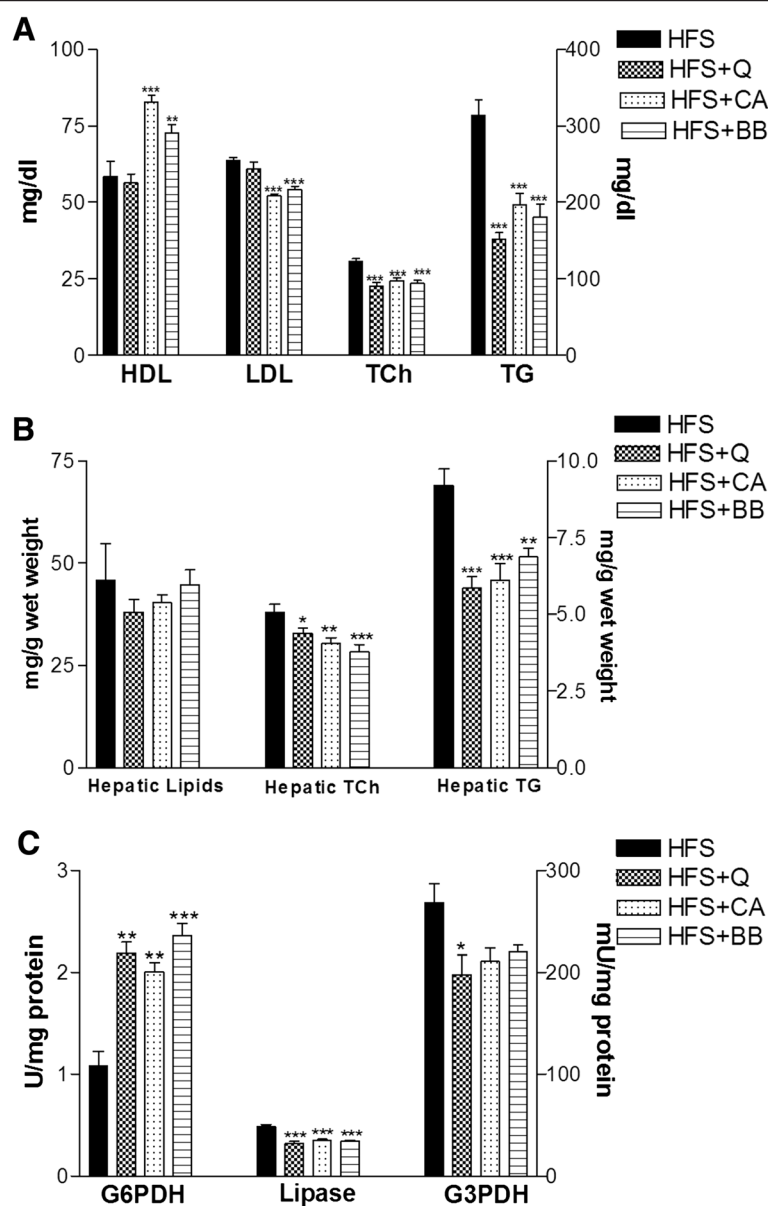 A
HFS
HFS+Q
HFS+CA
HFS+BB
100
75
50
25
0
mg/dl
400
300
200
100
0
mg/dl
***
**
***
***
***
***
***
***
***
***
HDL
LDL
TCh
TG
B
HFS
HFS+Q
HFS+CA
HFS+BB
75
50
25
0
mg/g wet weight
10.0
7.5
5.0
2.5
0.0
mg/g wet weight
*
**
***
***
***
**
Hepatic Lipids
Hepatic TCh
Hepatic TG
C
HFS
HFS+Q
HFS+CA
HFS+BB
3
2
1
0
U/mg protein
300
200
100
0
mU/mg protein
**
**
***
***
***
***
*
G6PDH
Lipase
G3PDH